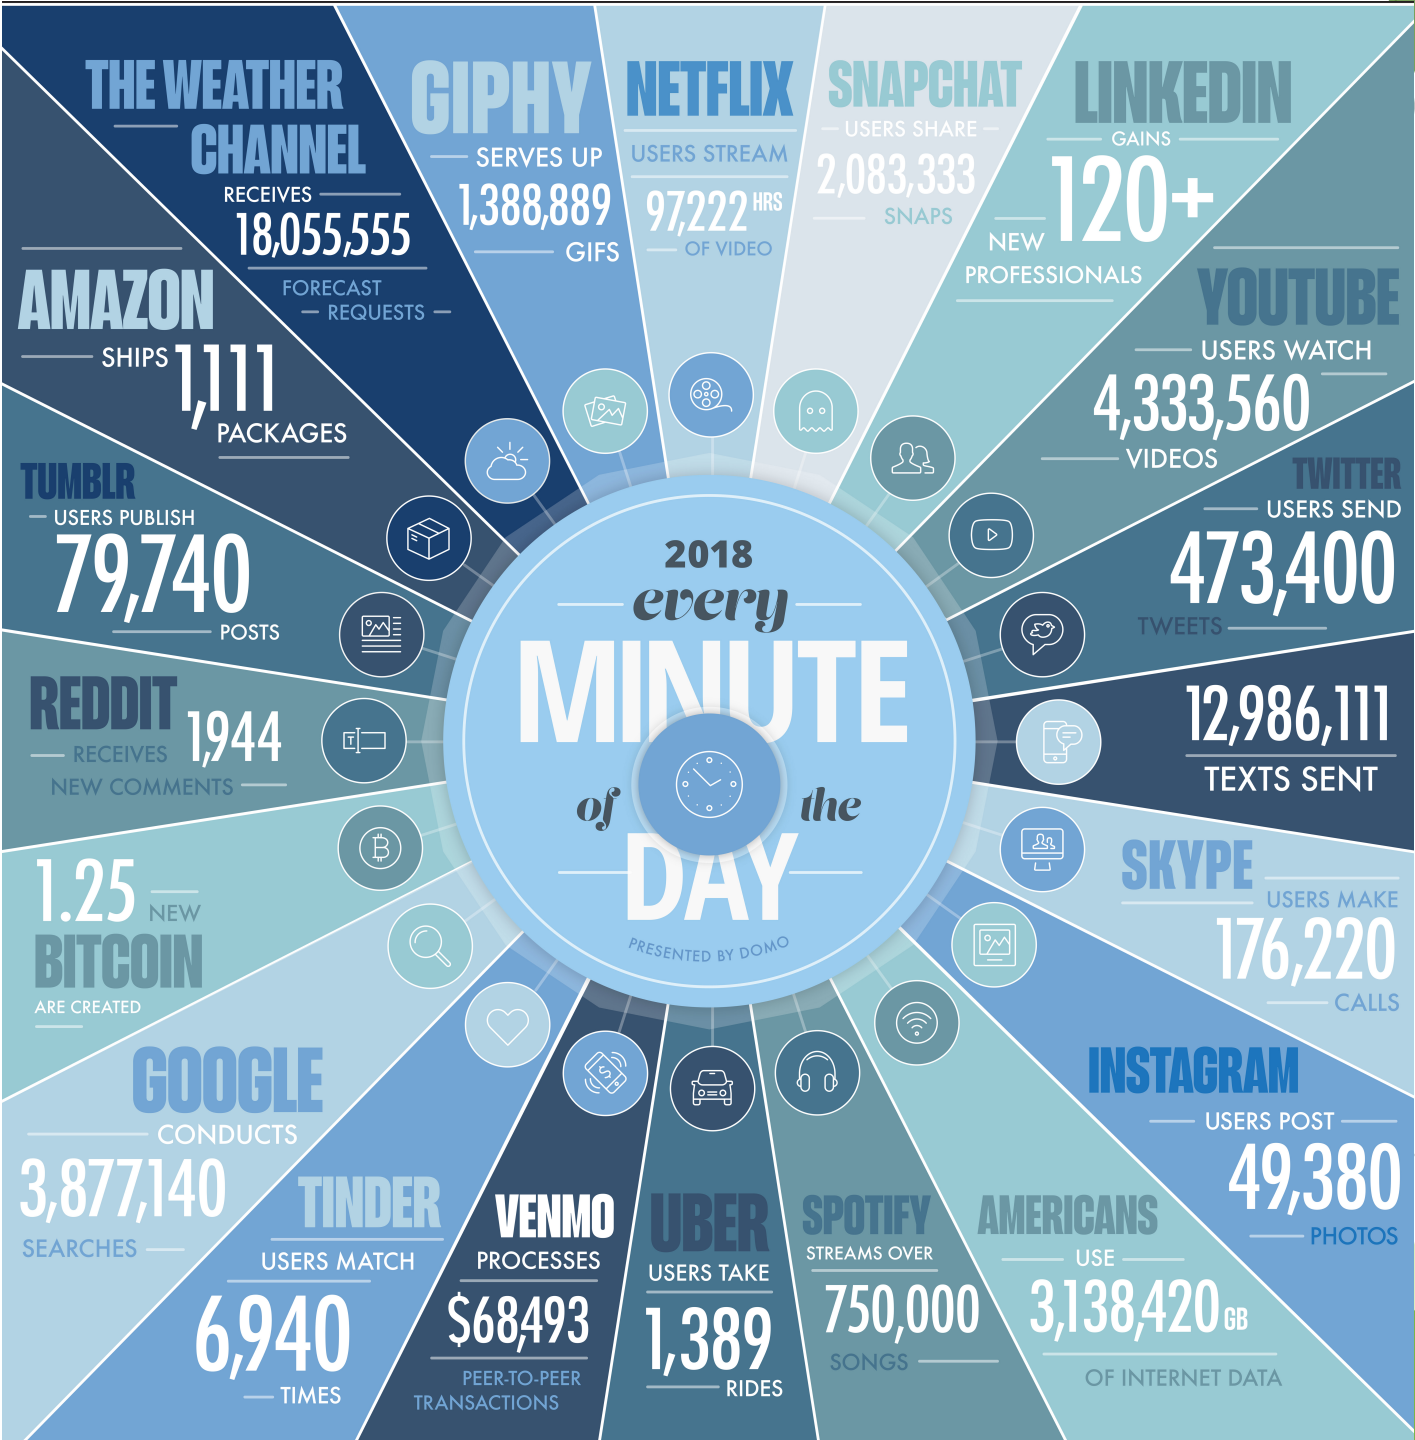 THE WEATHER
CHANNEL
RECEIVES
18,055,555
FORECAST
REQUESTS
GIPHY
SERVES UP
1,388,889
GIFS
NETFLIX
USERS STREAM
97,222 HRS
OF VIDEO
SNAPCHAT
USERS SHARE
2,083,333
SNAPS
LINKEDIN
GAINS
120+
NEW
PROFESSIONALS
YOUTUBE
USERS WATCH
4,333,560
VIDEOS
TWITTER
USERS SEND
473,400
TWEETS
12,986,111
TEXTS SENT
SKYPE
USERS MAKE
176,220
CALLS
INSTAGRAM
USERS POST
49,380
PHOTOS
AMERICANS
USE
3,138,420 GB
OF INTERNET DATA
SPOTIFY
STREAMS OVER
750,000
SONGS
UBER
USERS TAKE
1,389
RIDES
VENMO
PROCESSES
$68,493
PEER-TO-PEER
TRANSACTIONS
TINDER
USERS MATCH
6,940
TIMES
GOOGLE
CONDUCTS
3,877,140
SEARCHES
1.25 NEW
BITCOIN
ARE CREATED
REDDIT
RECEIVES 1,944
NEW COMMENTS
TUMBLR
USERS PUBLISH
79,740
POSTS
AMAZON
SHIPS 1,111
PACKAGES
2018
every
MINUTE
of the
DAY
PRESENTED BY DOMO